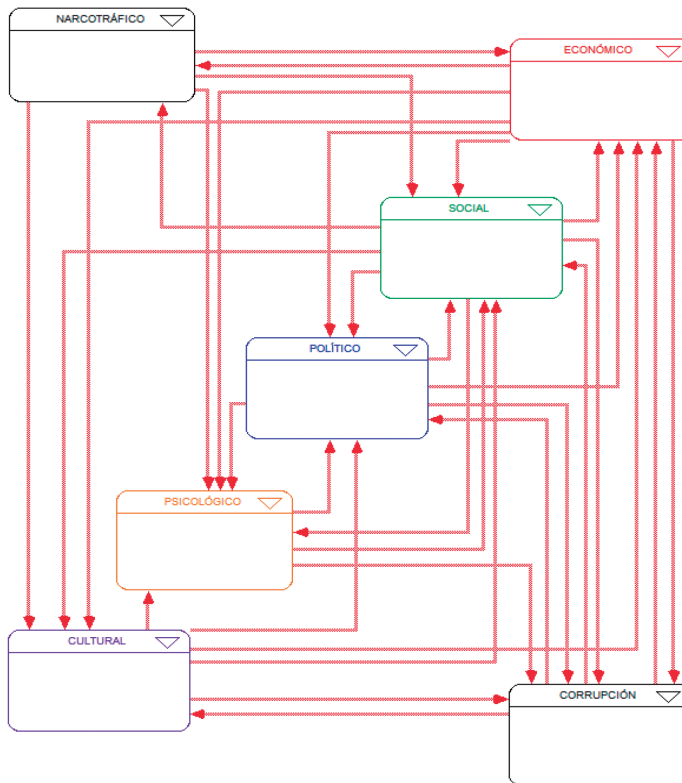 NARCOTRÁFICO
ECONÓMICO
SOCIAL
POLÍTICO
PSICOLÓGICO
CULTURAL
CORRUPCIÓN